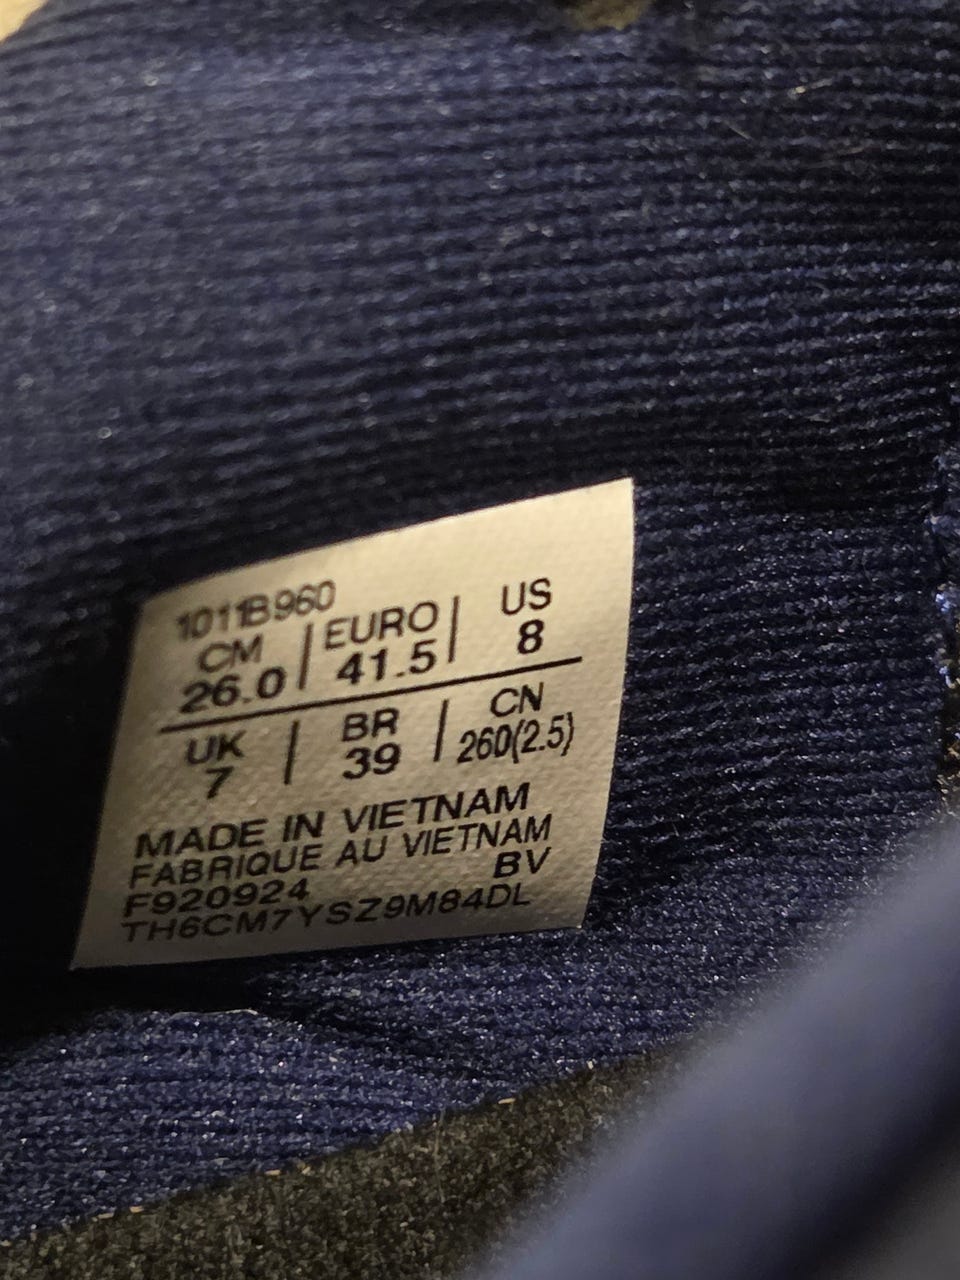 1011B960
CM | EURO | US
26.0 | 41.5 | 8
UK | BR | CN
7 | 39 | 260(2.5)
MADE IN VIETNAM
FABRIQUE AU VIETNAM
F920924 BV
TH6CM7YSZ9M84DL